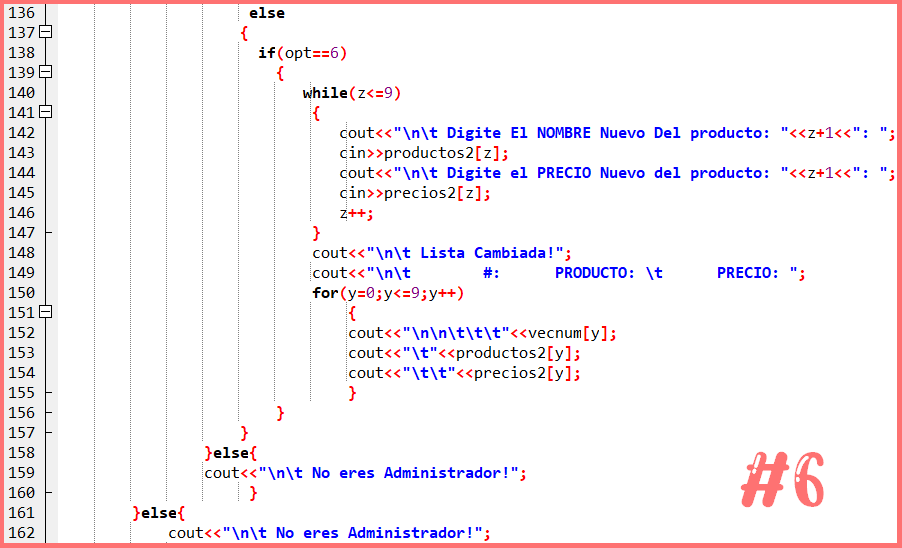 136 else
137 {
138 if(opt==6)
139 {
140 while(z<=9)
141 {
142 cout<<"\n\t Digite El NOMBRE Nuevo Del producto: "<<z+1<<": ";
143 cin>>productos2[z];
144 cout<<"\n\t Digite el PRECIO Nuevo del producto: "<<z+1<<": ";
145 cin>>precios2[z];
146 z++;
147 }
148 cout<<"\n\t Lista Cambiada!";
149 cout<<"\n\t        #:      PRODUCTO: \t      PRECIO: ";
150 for(y=0;y<=9;y++)
151 {
152 cout<<"\n\n\t\t\t"<<vecnum[y];
153 cout<<"\t"<<productos2[y];
154 cout<<"\t\t"<<precios2[y];
155 }
156 }
157 }
158 }else{
159 cout<<"\n\t No eres Administrador!";
160 }
161 }else{
162 cout<<"\n\t No eres Administrador!";
#6